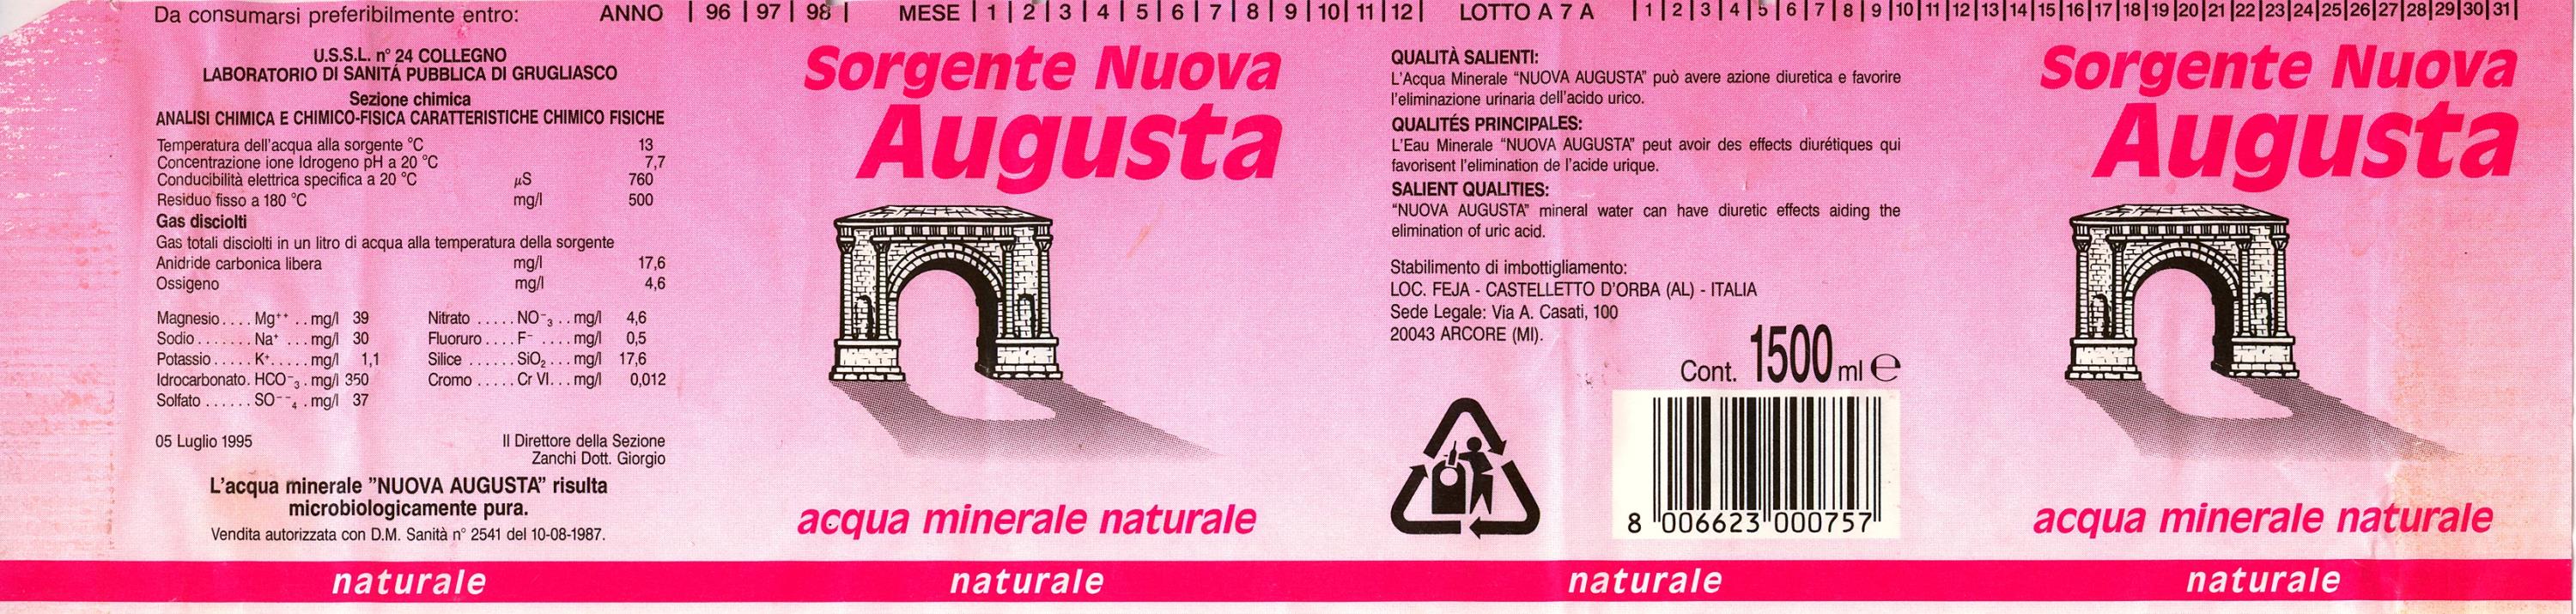 Da consumarsi preferibilmente entro: ANNO | 96 | 97 | 98 | MESE | 1 | 2 | 3 | 4 | 5 | 6 | 7 | 8 | 9 | 10 | 11 | 12 | LOTTO A 7 A | 1 | 2 | 3 | 4 | 5 | 6 | 7 | 8 | 9 | 10 | 11 | 12 | 13 | 14 | 15 | 16 | 17 | 18 | 19 | 20 | 21 | 22 | 23 | 24 | 25 | 26 | 27 | 28 | 29 | 30 | 31 |
U.S.S.L. n° 24 COLLEGNO
LABORATORIO DI SANITÁ PUBBLICA DI GRUGLIASCO
Sezione chimica
ANALISI CHIMICA E CHIMICO-FISICA CARATTERISTICHE CHIMICO FISICHE
Temperatura dell'acqua alla sorgente °C 13
Concentrazione ione Idrogeno pH a 20 °C 7,7
Conducibilità elettrica specifica a 20 °C µS 760
Residuo fisso a 180 °C mg/l 500
Gas disciolti
Gas totali disciolti in un litro di acqua alla temperatura della sorgente
Anidride carbonica libera mg/l 17,6
Ossigeno mg/l 4,6
Magnesio.... Mg⁺⁺ .. mg/l 39 Nitrato ..... NO⁻₃ .. mg/l 4,6
Sodio....... Na⁺ ... mg/l 30 Fluoruro .... F⁻ .... mg/l 0,5
Potassio ..... K⁺..... mg/l 1,1 Silice ...... SiO₂ ... mg/l 17,6
Idrocarbonato. HCO⁻₃ . mg/l 350 Cromo ..... Cr VI... mg/l 0,012
Solfato ...... SO⁻⁻₄ . mg/l 37
05 Luglio 1995 Il Direttore della Sezione
Zanchi Dott. Giorgio
L'acqua minerale "NUOVA AUGUSTA" risulta
microbiologicamente pura.
Vendita autorizzata con D.M. Sanità n° 2541 del 10-08-1987.
naturale
Sorgente Nuova
Augusta
acqua minerale naturale
naturale
QUALITÀ SALIENTI:
L'Acqua Minerale "NUOVA AUGUSTA" può avere azione diuretica e favorire
l'eliminazione urinaria dell'acido urico.
QUALITÉS PRINCIPALES:
L'Eau Minerale "NUOVA AUGUSTA" peut avoir des effects diurétiques qui
favorisent l'elimination de l'acide urique.
SALIENT QUALITIES:
"NUOVA AUGUSTA" mineral water can have diuretic effects aiding the
elimination of uric acid.
Stabilimento di imbottigliamento:
LOC. FEJA - CASTELLETTO D'ORBA (AL) - ITALIA
Sede Legale: Via A. Casati, 100
20043 ARCORE (MI).
Cont. 1500 ml ℮
8 006623 000757
naturale
Sorgente Nuova
Augusta
acqua minerale naturale
naturale